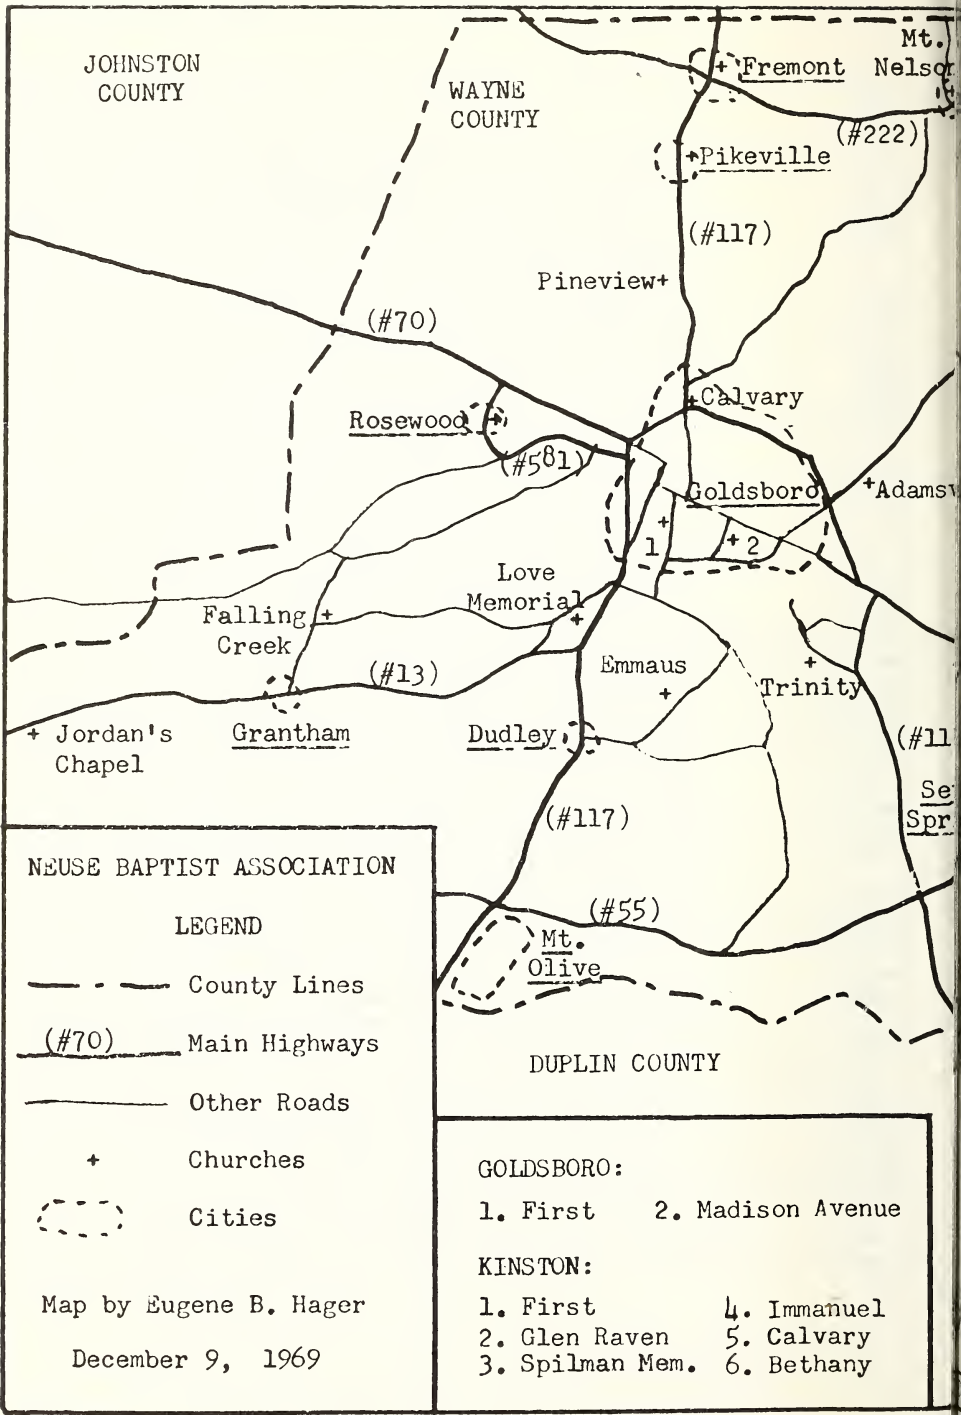 JOHNSTON
COUNTY
WAYNE
COUNTY
Mt.
Fremont
(#222)
Pikeville
(#117)
Pineview
(#70)
Calvary
Rosewood
(#581)
Goldsboro
1
2
Love
Memorial
Falling
Creek
Emmaus
(#13)
Trinity
Jordan's
Chapel
Grantham
Dudley
(#117)
(#55)
Mt.
Olive
DUPLIN COUNTY
NEUSE BAPTIST ASSOCIATION
LEGEND
County Lines
(#70) Main Highways
Other Roads
Churches
Cities
Map by Eugene B. Hager
December 9, 1969
GOLDSBORO:
1. First 2. Madison Avenue
KINSTON:
1. First 4. Immanuel
2. Glen Raven 5. Calvary
3. Spilman Mem. 6. Bethany